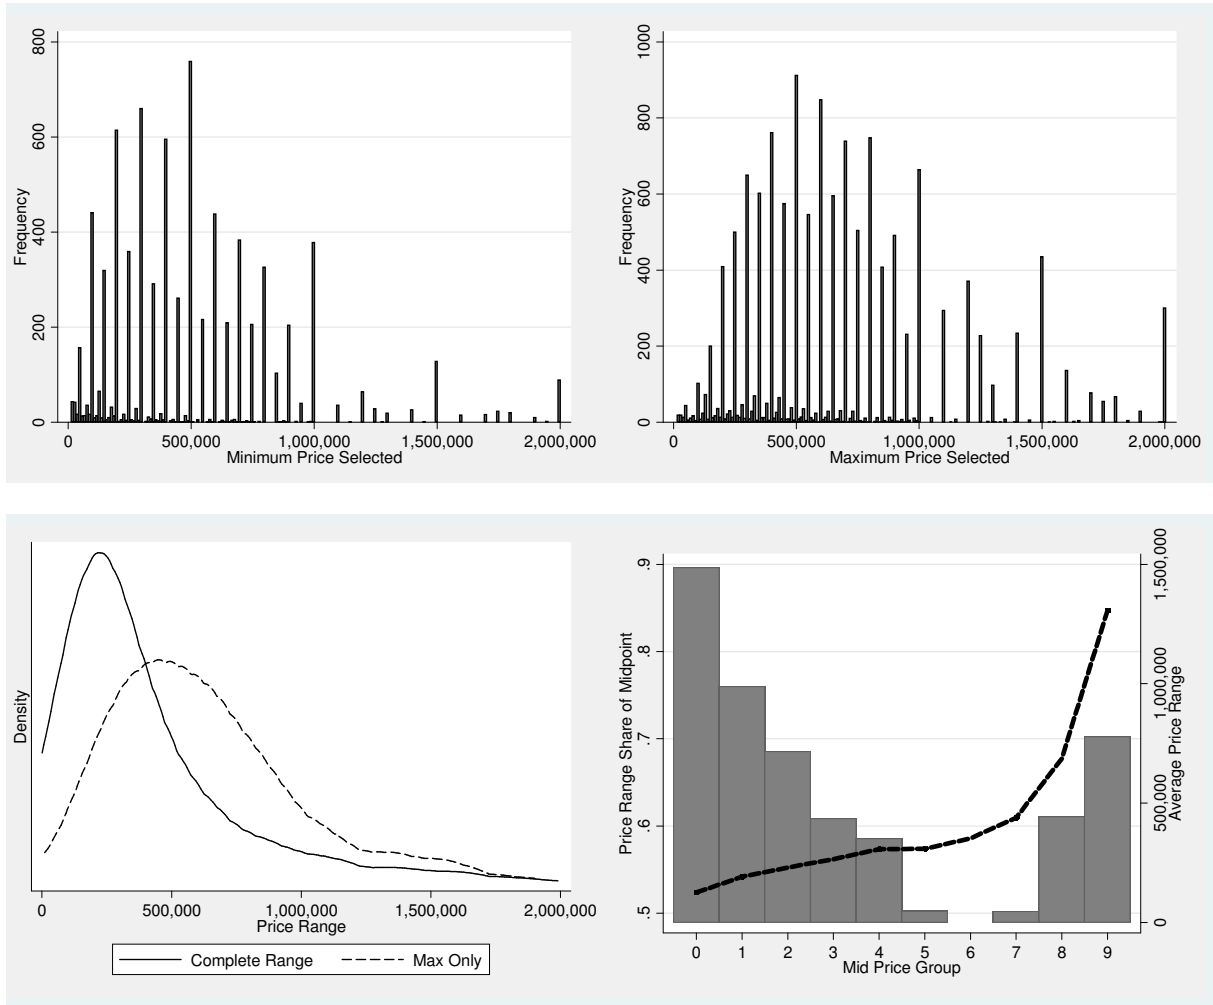 800
600
400
200
0
Frequency
0 500,000 1,000,000 1,500,000 2,000,000
Minimum Price Selected
1000
800
600
400
200
0
Frequency
0 500,000 1,000,000 1,500,000 2,000,000
Maximum Price Selected
Density
0 500,000 1,000,000 1,500,000 2,000,000
Price Range
Complete Range Max Only
.9
.8
.7
.6
.5
Price Range Share of Midpoint
1,500,000
1,000,000
500,000
0
Average Price Range
0 1 2 3 4 5 6 7 8 9
Mid Price Group